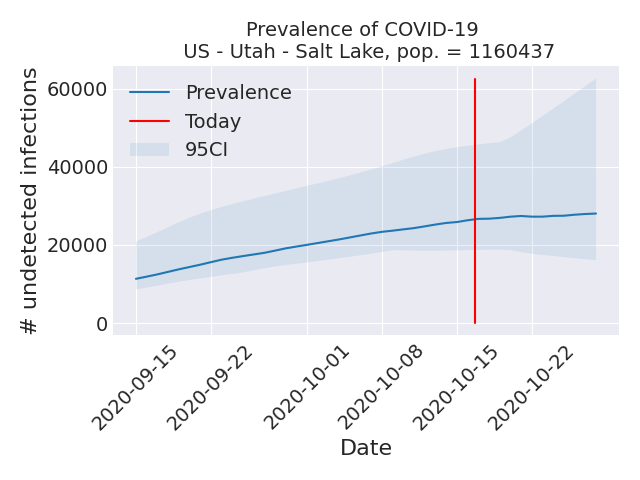 Prevalence of COVID-19
US - Utah - Salt Lake, pop. = 1160437
# undetected infections
60000
40000
20000
0
Prevalence
Today
95CI
2020-09-15
2020-09-22
2020-10-01
2020-10-08
2020-10-15
2020-10-22
Date